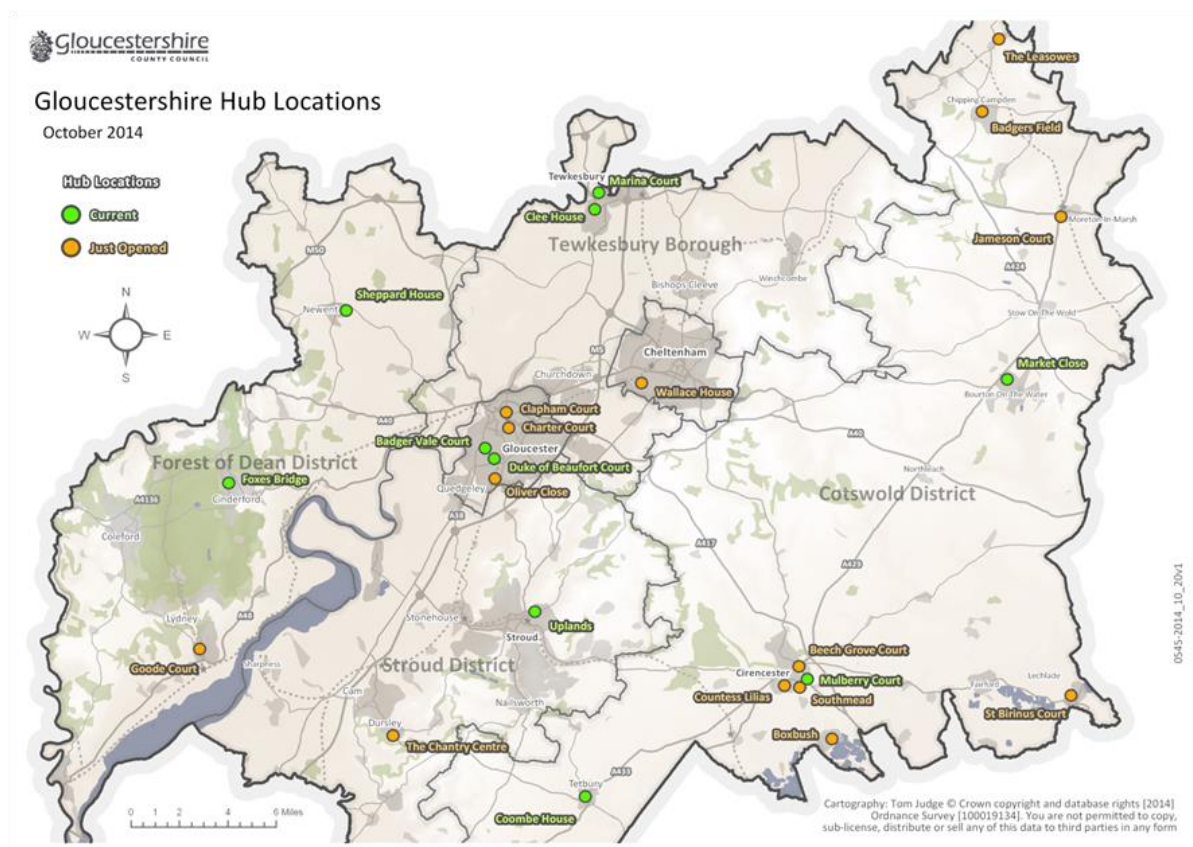 Gloucestershire
COUNTY COUNCIL
Gloucestershire Hub Locations
October 2014
Hub Locations
Current
Just Opened
N
W
E
S
The Leasowes
Chipping Campden
Badgers Field
Tewkesbury
Marina Court
Clee House
Tewkesbury Borough
Moreton-In-Marsh
Jameson Court
M50
A424
Bishops Cleeve
Winchcombe
Sheppard House
Newent
Stow On The Wold
M5
Cheltenham
Churchdown
Market Close
Wallace House
Bourton On The Water
Clapham Court
A40
Charter Court
A40
Badger Vale Court
Gloucester
Forest of Dean District
Duke of Beaufort Court
Northleach
Foxes Bridge
Quedgeley
Oliver Close
Cotswold District
A4136
Cinderford
A38
Coleford
A417
A429
Lydney
A48
Stonehouse
Uplands
Stroud
Beech Grove Court
Goode Court
Sharpness
Stroud District
Cirencester
Mulberry Court
Lechlade
Cam
Nailsworth
Countess Lilias
Southmead
Fairford
St Birinus Court
Dursley
Boxbush
The Chantry Centre
A433
Tetbury
Coombe House
0 1 2 4 6 Miles
Cartography: Tom Judge © Crown copyright and database rights [2014]
Ordnance Survey [100019134]. You are not permitted to copy,
sub-license, distribute or sell any of this data to third parties in any form
0545-2014_10_20v1